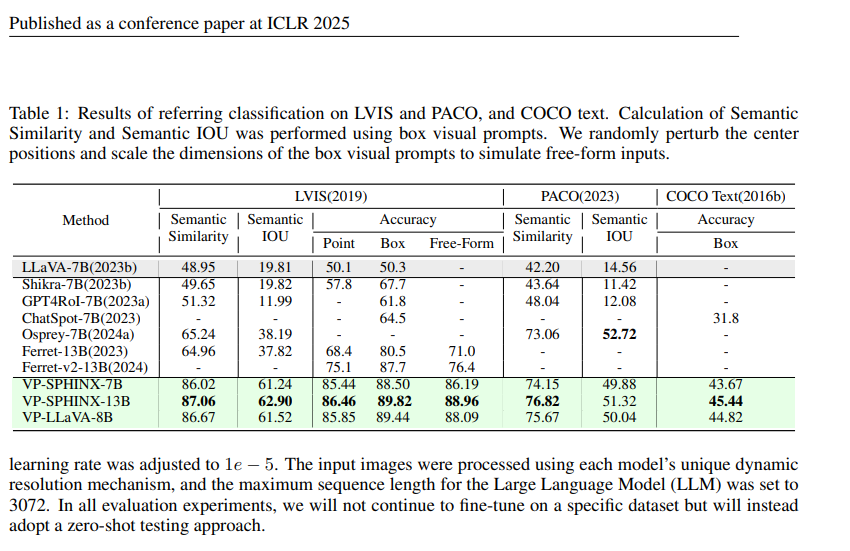 Published as a conference paper at ICLR 2025
Table 1: Results of referring classification on LVIS and PACO, and COCO text. Calculation of Semantic
Similarity and Semantic IOU was performed using box visual prompts. We randomly perturb the center
positions and scale the dimensions of the box visual prompts to simulate free-form inputs.
Method | LVIS(2019) | PACO(2023) | COCO Text(2016b)
Semantic Similarity | Semantic IOU | Accuracy | Semantic Similarity | Semantic IOU | Accuracy
Point Box Free-Form | Box
LLaVA-7B(2023b) 48.95 19.81 50.1 50.3 - 42.20 14.56 -
Shikra-7B(2023b) 49.65 19.82 57.8 67.7 - 43.64 11.42 -
GPT4RoI-7B(2023a) 51.32 11.99 - 61.8 - 48.04 12.08 -
ChatSpot-7B(2023) - - - 64.5 - - - 31.8
Osprey-7B(2024a) 65.24 38.19 - - - 73.06 52.72 -
Ferret-13B(2023) 64.96 37.82 68.4 80.5 71.0 - - -
Ferret-v2-13B(2024) - - 75.1 87.7 76.4 - - -
VP-SPHINX-7B 86.02 61.24 85.44 88.50 86.19 74.15 49.88 43.67
VP-SPHINX-13B 87.06 62.90 86.46 89.82 88.96 76.82 51.32 45.44
VP-LLaVA-8B 86.67 61.52 85.85 89.44 88.09 75.67 50.04 44.82
learning rate was adjusted to 1e − 5. The input images were processed using each model's unique dynamic
resolution mechanism, and the maximum sequence length for the Large Language Model (LLM) was set to
3072. In all evaluation experiments, we will not continue to fine-tune on a specific dataset but will instead
adopt a zero-shot testing approach.